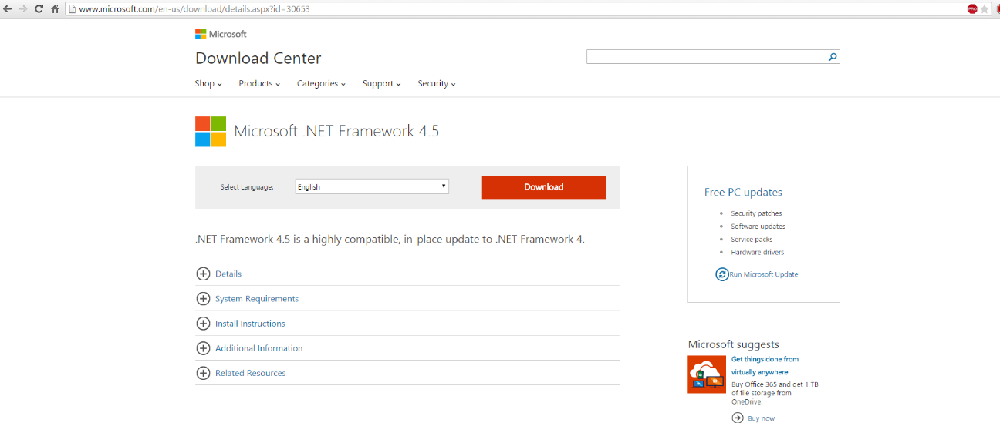 www.microsoft.com/en-us/download/details.aspx?id=30653
Microsoft
Download Center
Shop Products Categories Support Security
Microsoft .NET Framework 4.5
Select Language: English Download
.NET Framework 4.5 is a highly compatible, in-place update to .NET Framework 4.
Details
System Requirements
Install Instructions
Additional Information
Related Resources
Free PC updates
Security patches
Software updates
Service packs
Hardware drivers
Run Microsoft Update
Microsoft suggests
Get things done from
virtually anywhere
Buy Office 365 and get 1 TB
of file storage from
OneDrive.
Buy now